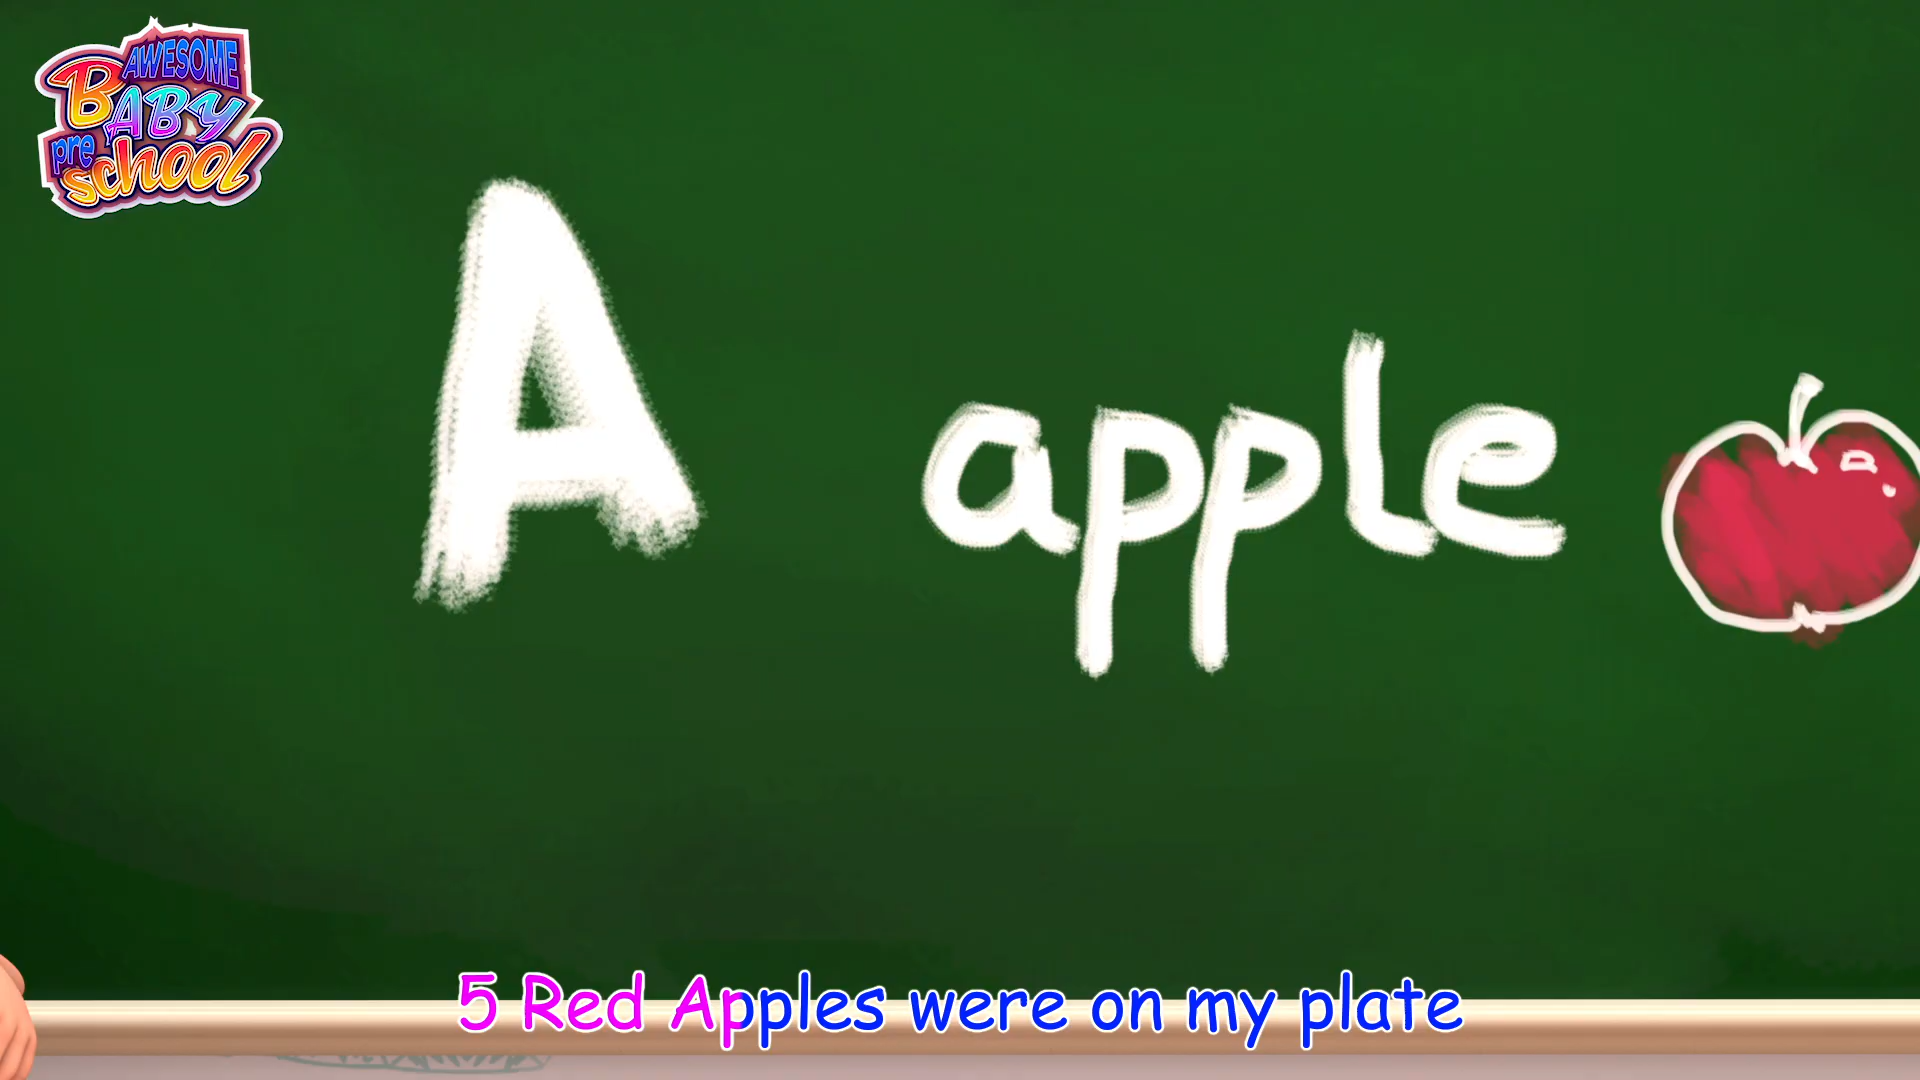 AWESOME
BABY
pre
school
A apple
5 Red Apples were on my plate